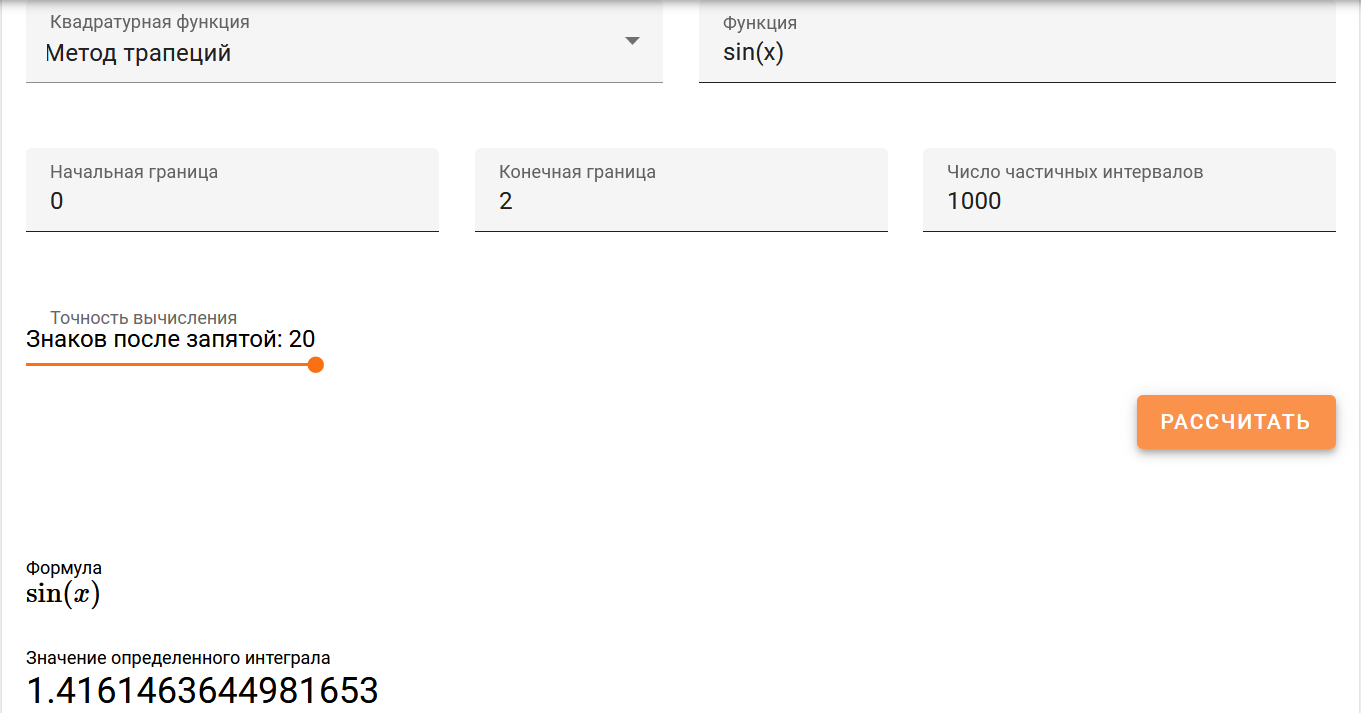 Квадратурная функция
Метод трапеций
Функция
sin(x)
Начальная граница
0
Конечная граница
2
Число частичных интервалов
1000
Точность вычисления
Знаков после запятой: 20
РАССЧИТАТЬ
Формула
sin(x)
Значение определенного интеграла
1.4161463644981653